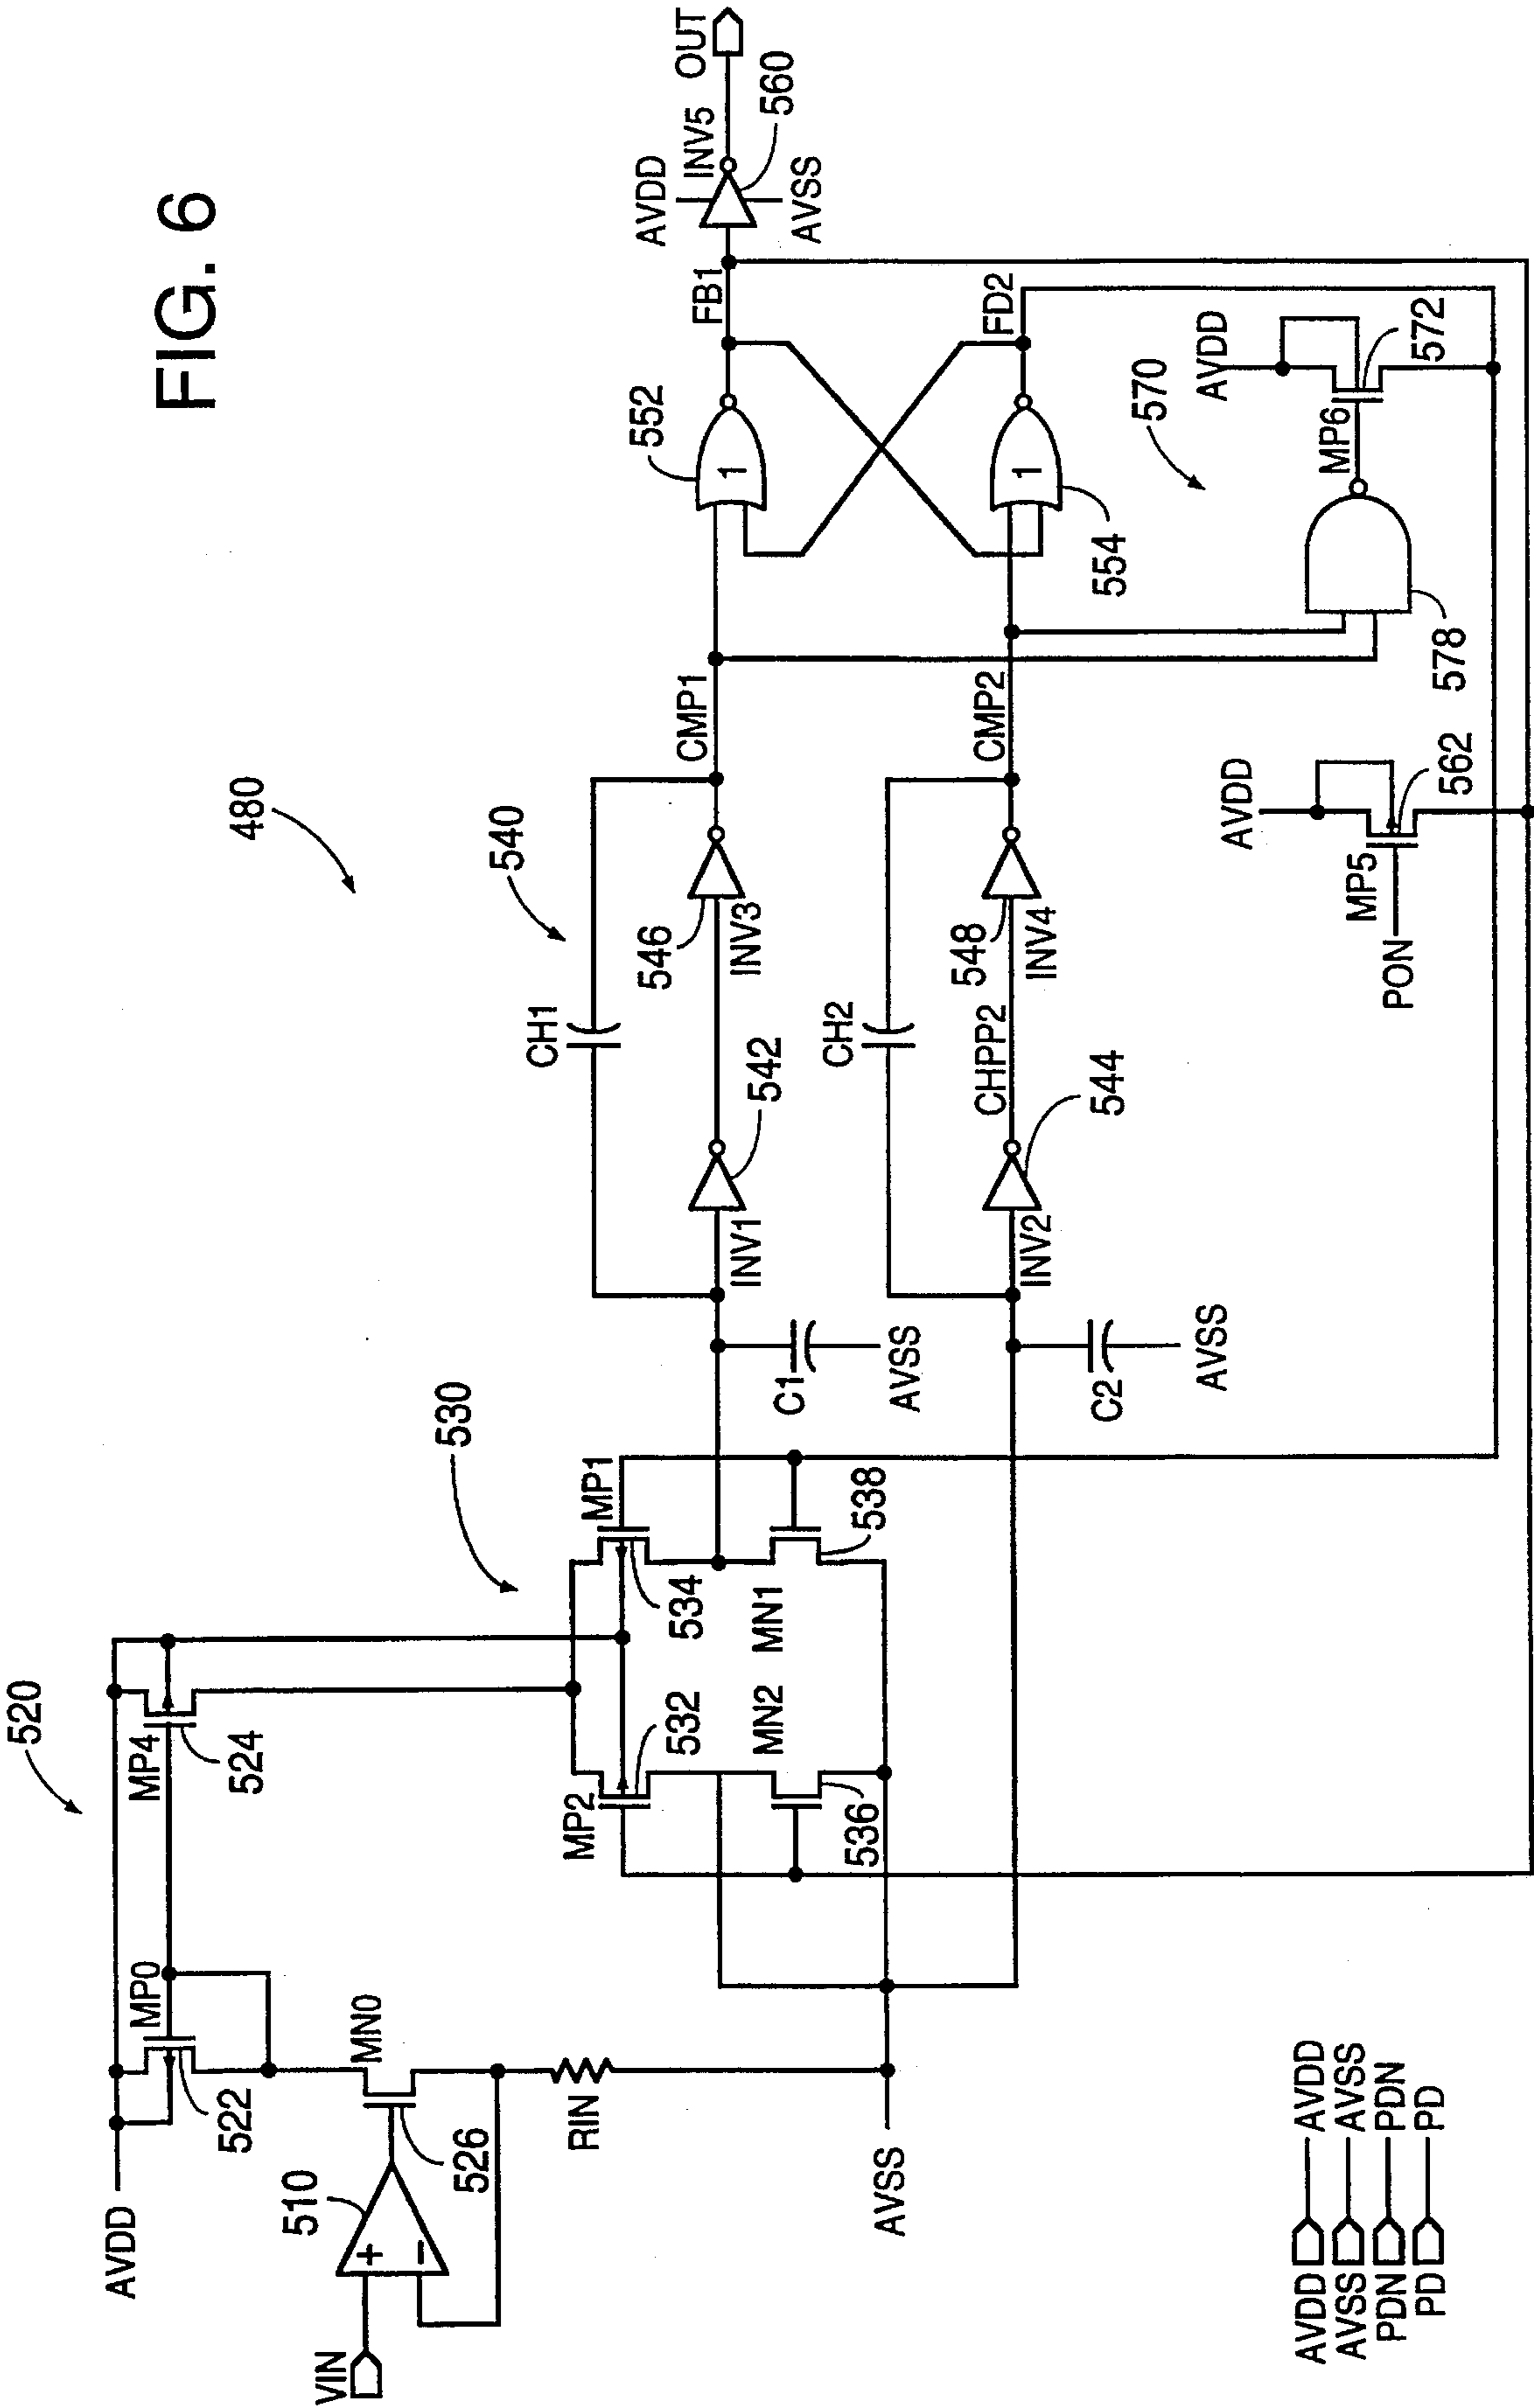 FIG. 6
480
520
AVDD
MP0
522
MP4
524
VIN
510
+
−
MN0
526
RIN
AVSS
530
MP2
532
MP1
534
MN2
536
MN1
538
C1
AVSS
C2
AVSS
540
CH1
INV1
542
546
INV3
CMP1
CH2
INV2
544
CHPP2
548
INV4
CMP2
552
1
FB1
554
1
FD2
AVDD
INV5
OUT
560
AVSS
570
578
MP6
AVDD
572
AVDD
MP5
562
PON
AVDD AVDD
AVSS AVSS
PDN PDN
PD PD